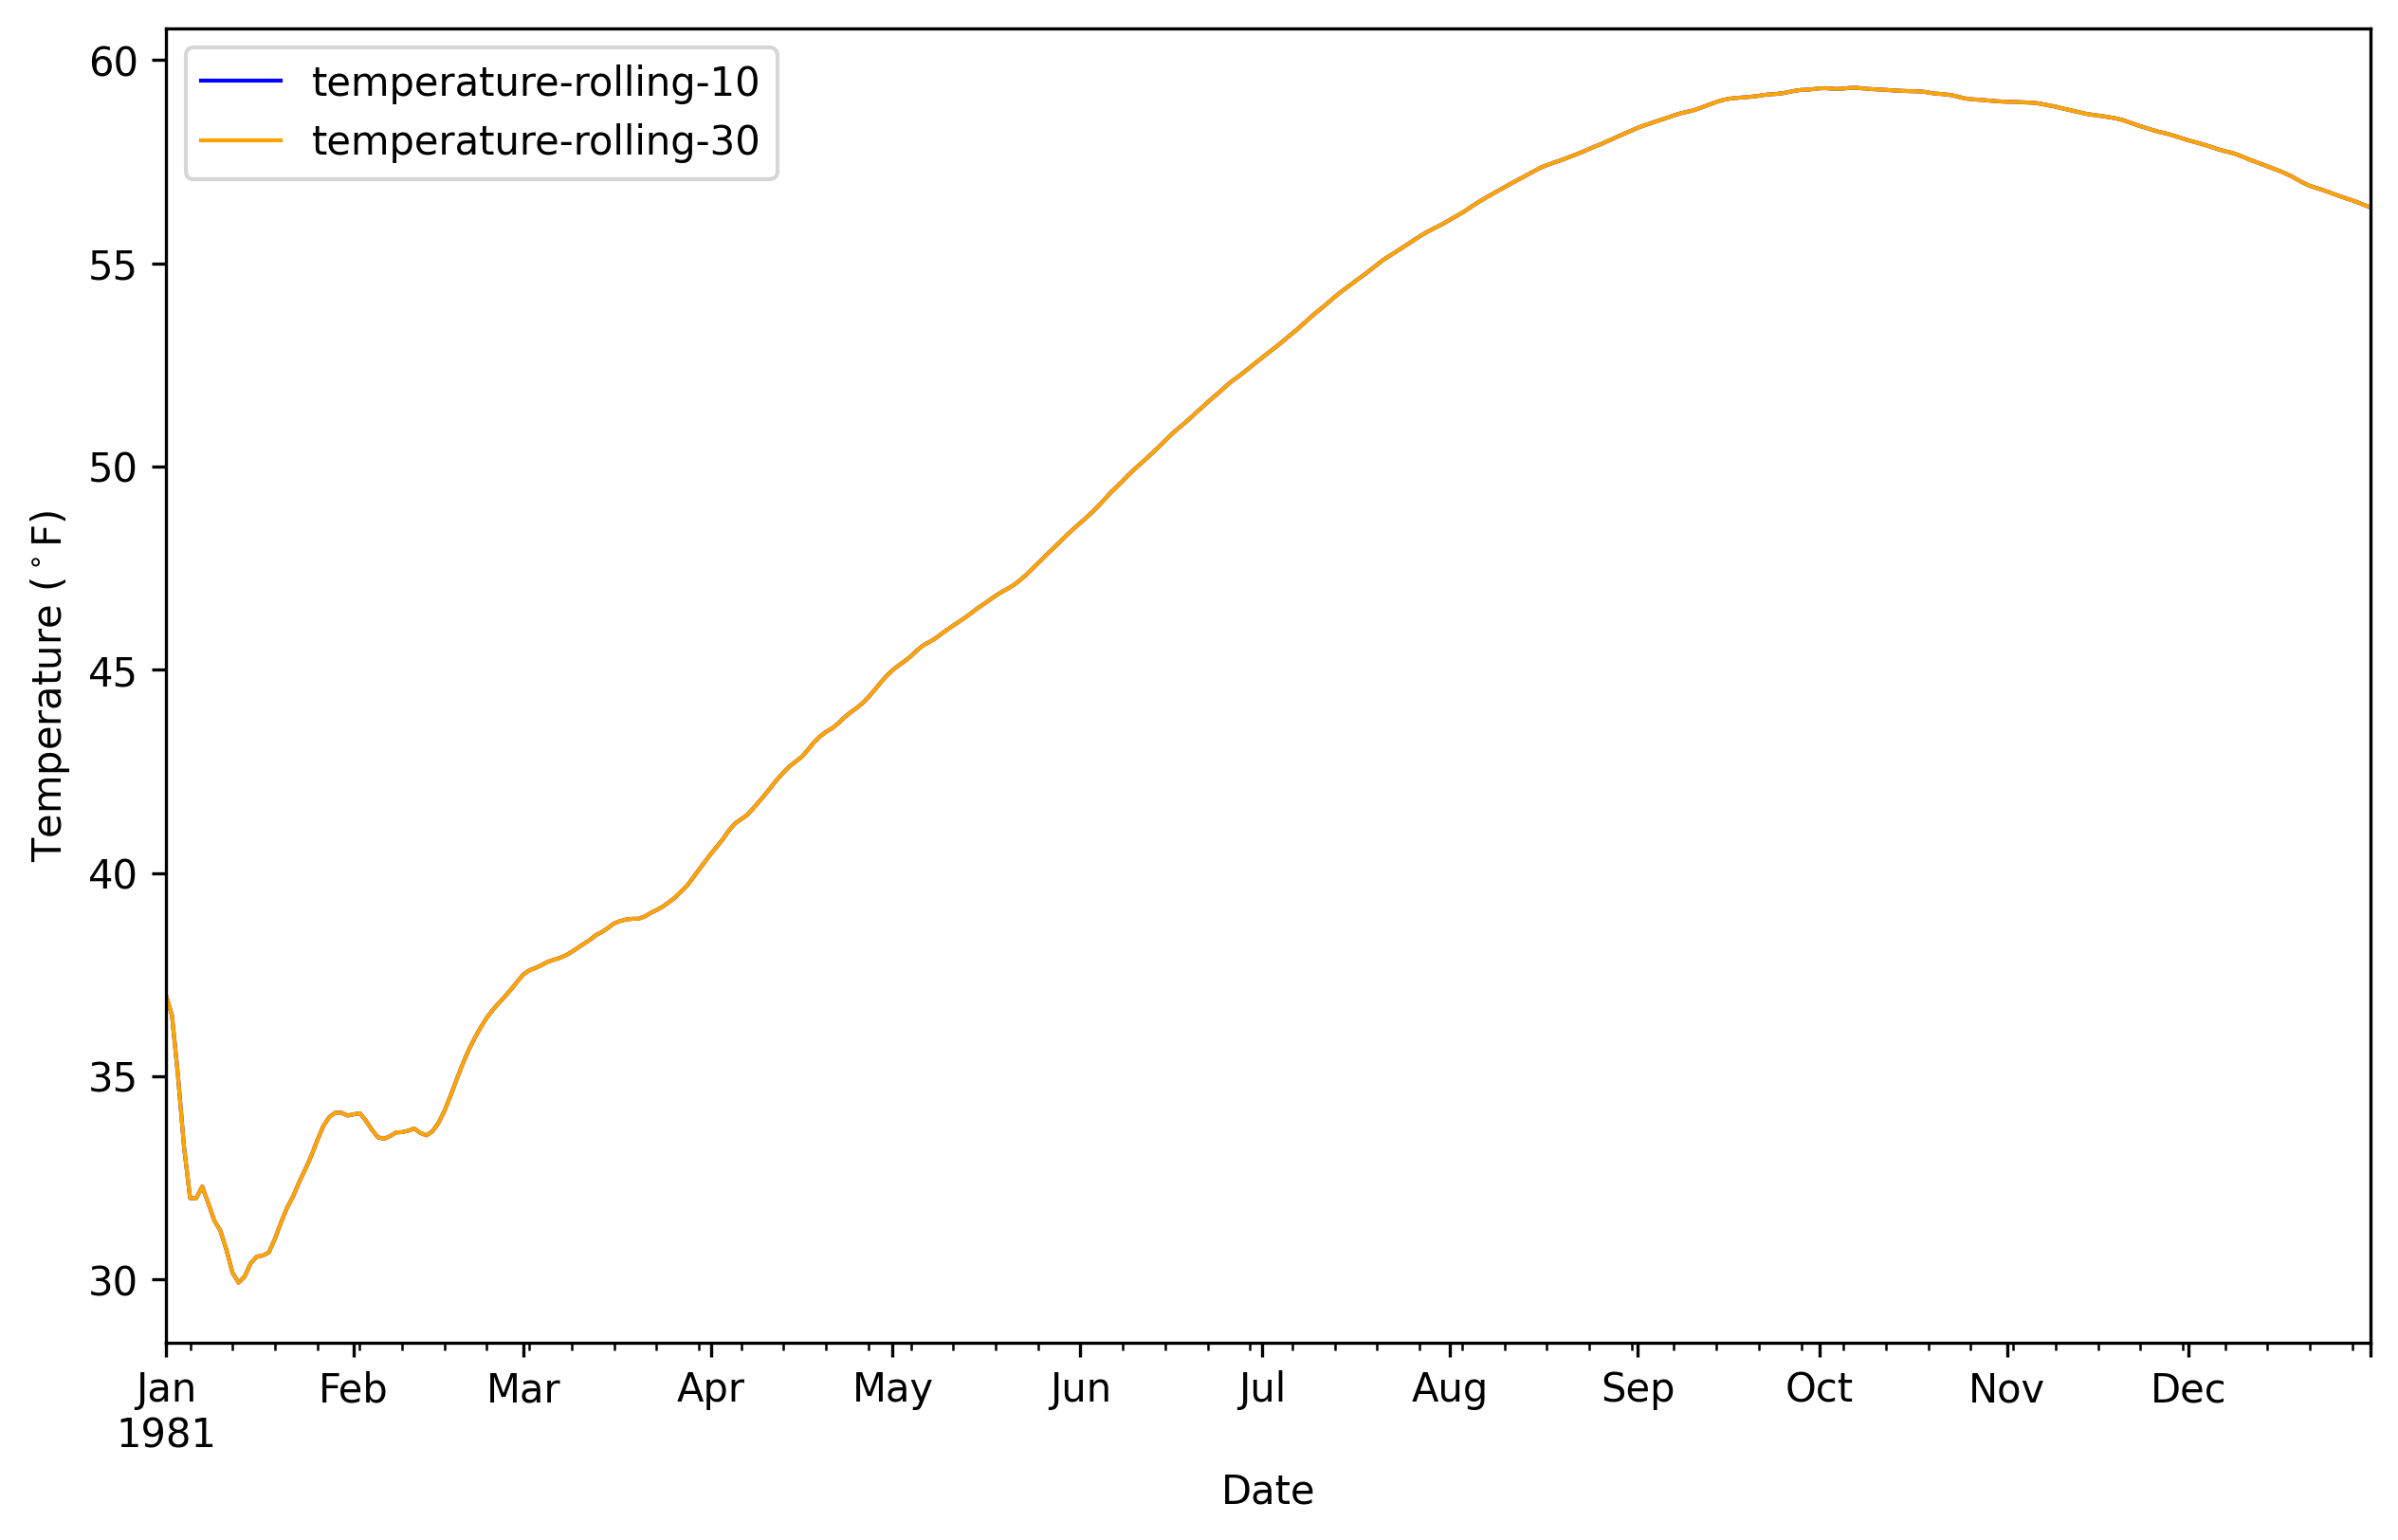 temperature-rolling-10
temperature-rolling-30
60
55
50
45
40
35
30
Temperature (°F)
Jan Feb Mar Apr May Jun Jul Aug Sep Oct Nov Dec
1981
Date